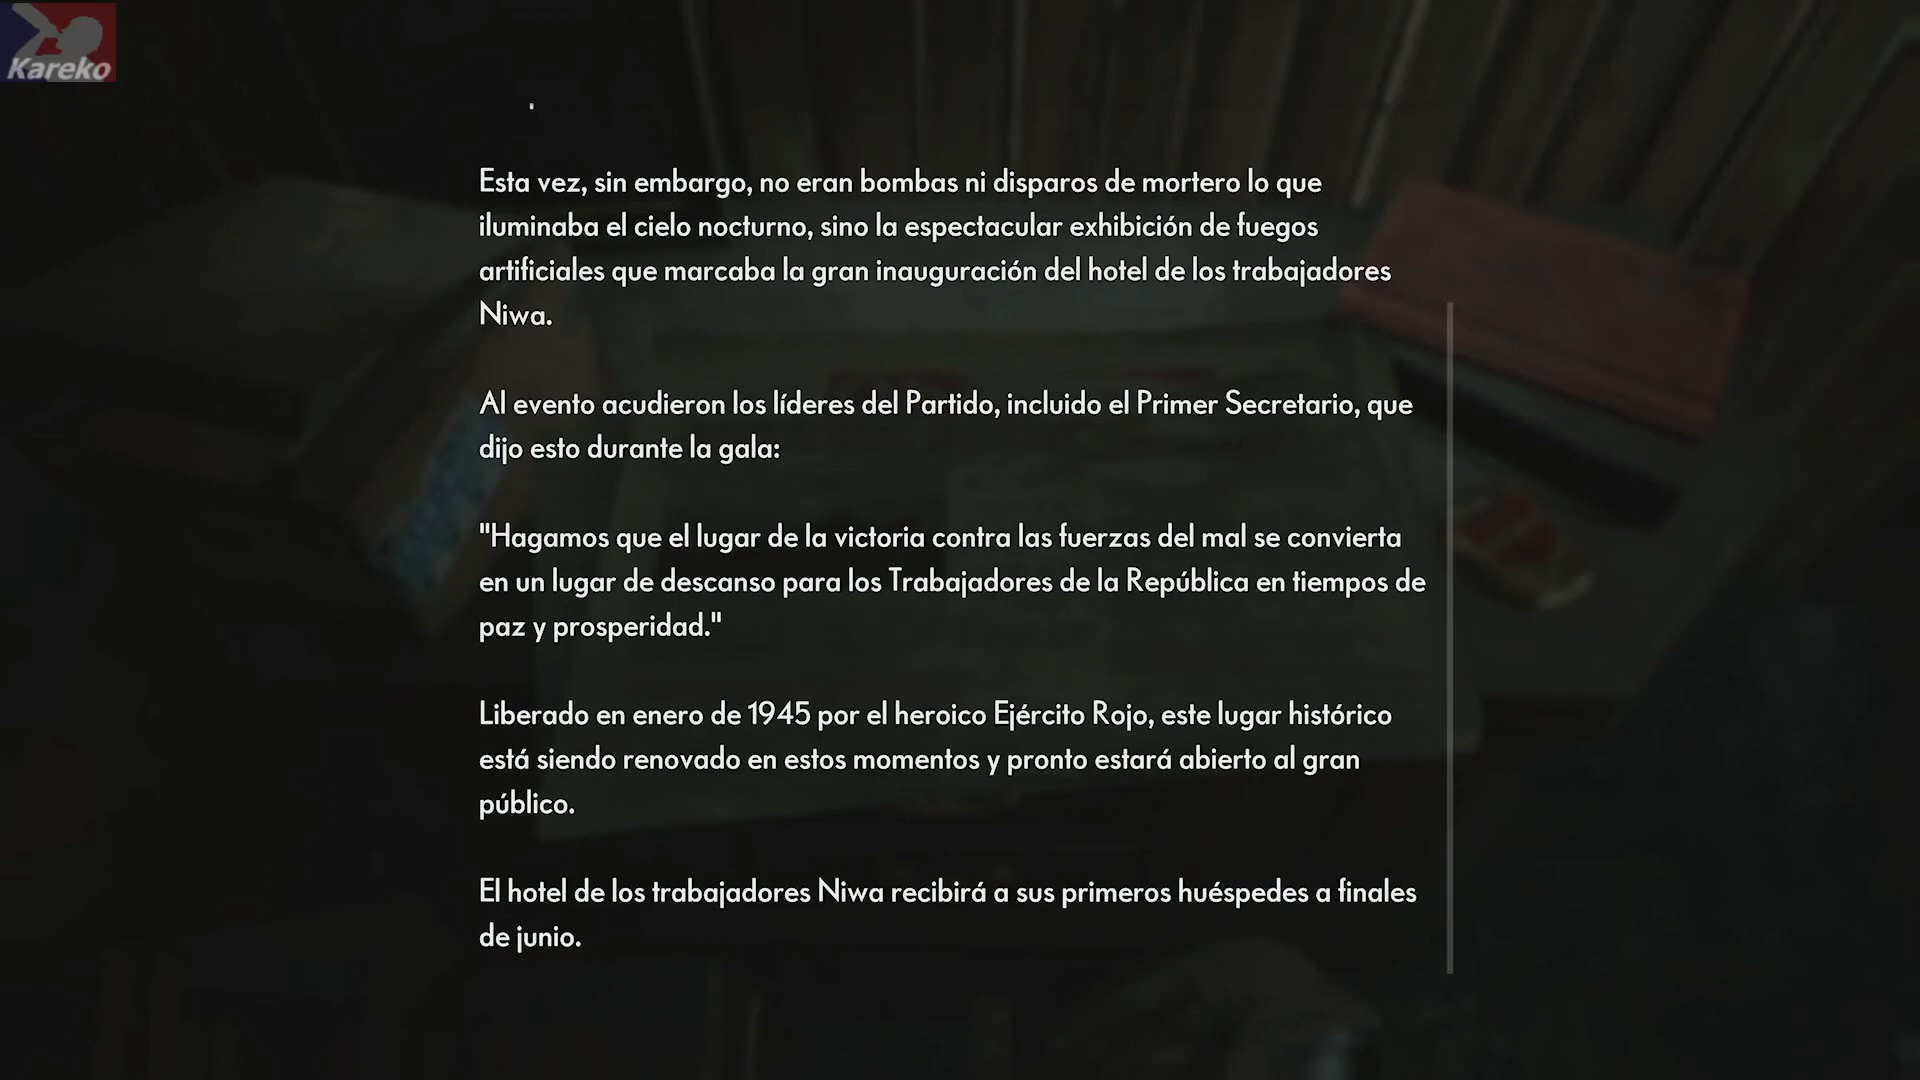 Kareko
Esta vez, sin embargo, no eran bombas ni disparos de mortero lo que
iluminaba el cielo nocturno, sino la espectacular exhibición de fuegos
artificiales que marcaba la gran inauguración del hotel de los trabajadores
Niwa.
Al evento acudieron los líderes del Partido, incluido el Primer Secretario, que
dijo esto durante la gala:
"Hagamos que el lugar de la victoria contra las fuerzas del mal se convierta
en un lugar de descanso para los Trabajadores de la República en tiempos de
paz y prosperidad."
Liberado en enero de 1945 por el heroico Ejército Rojo, este lugar histórico
está siendo renovado en estos momentos y pronto estará abierto al gran
público.
El hotel de los trabajadores Niwa recibirá a sus primeros huéspedes a finales
de junio.